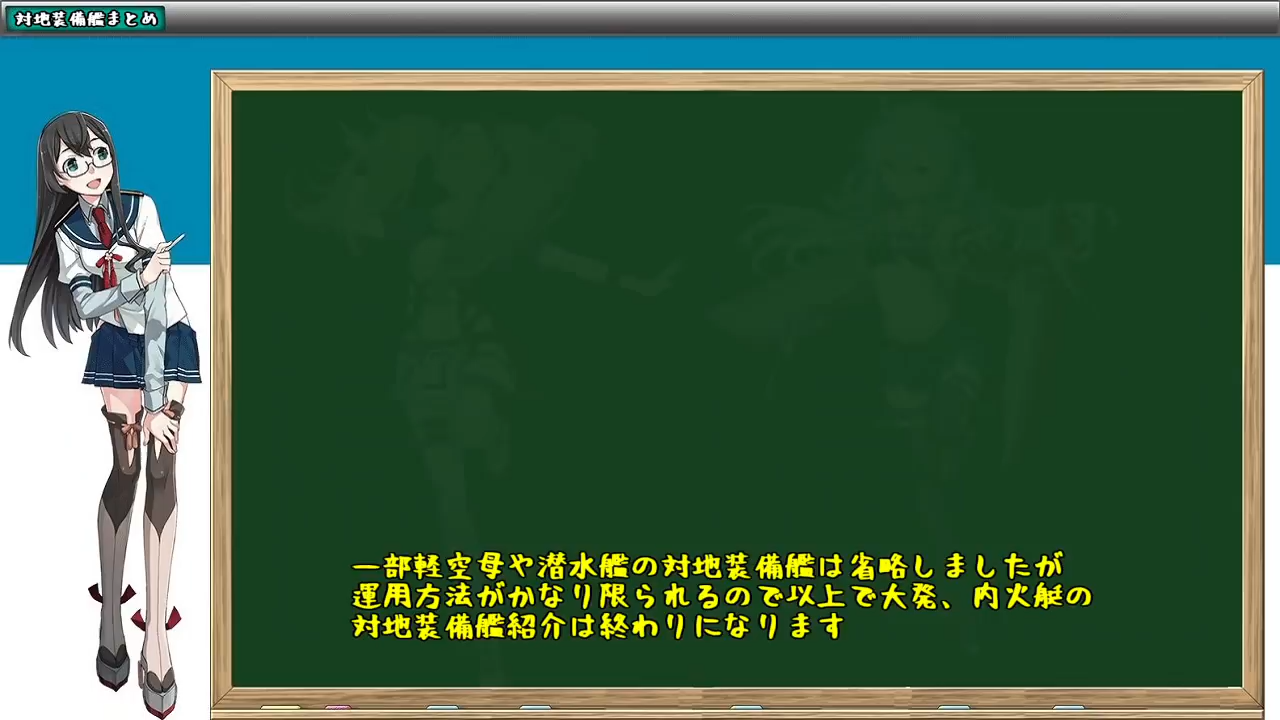 対地装備艦まとめ
一部軽空母や潜水艦の対地装備艦は省略しましたが
運用方法がかなり限られるので以上で大発、内火艇の
対地装備艦紹介は終わりになります